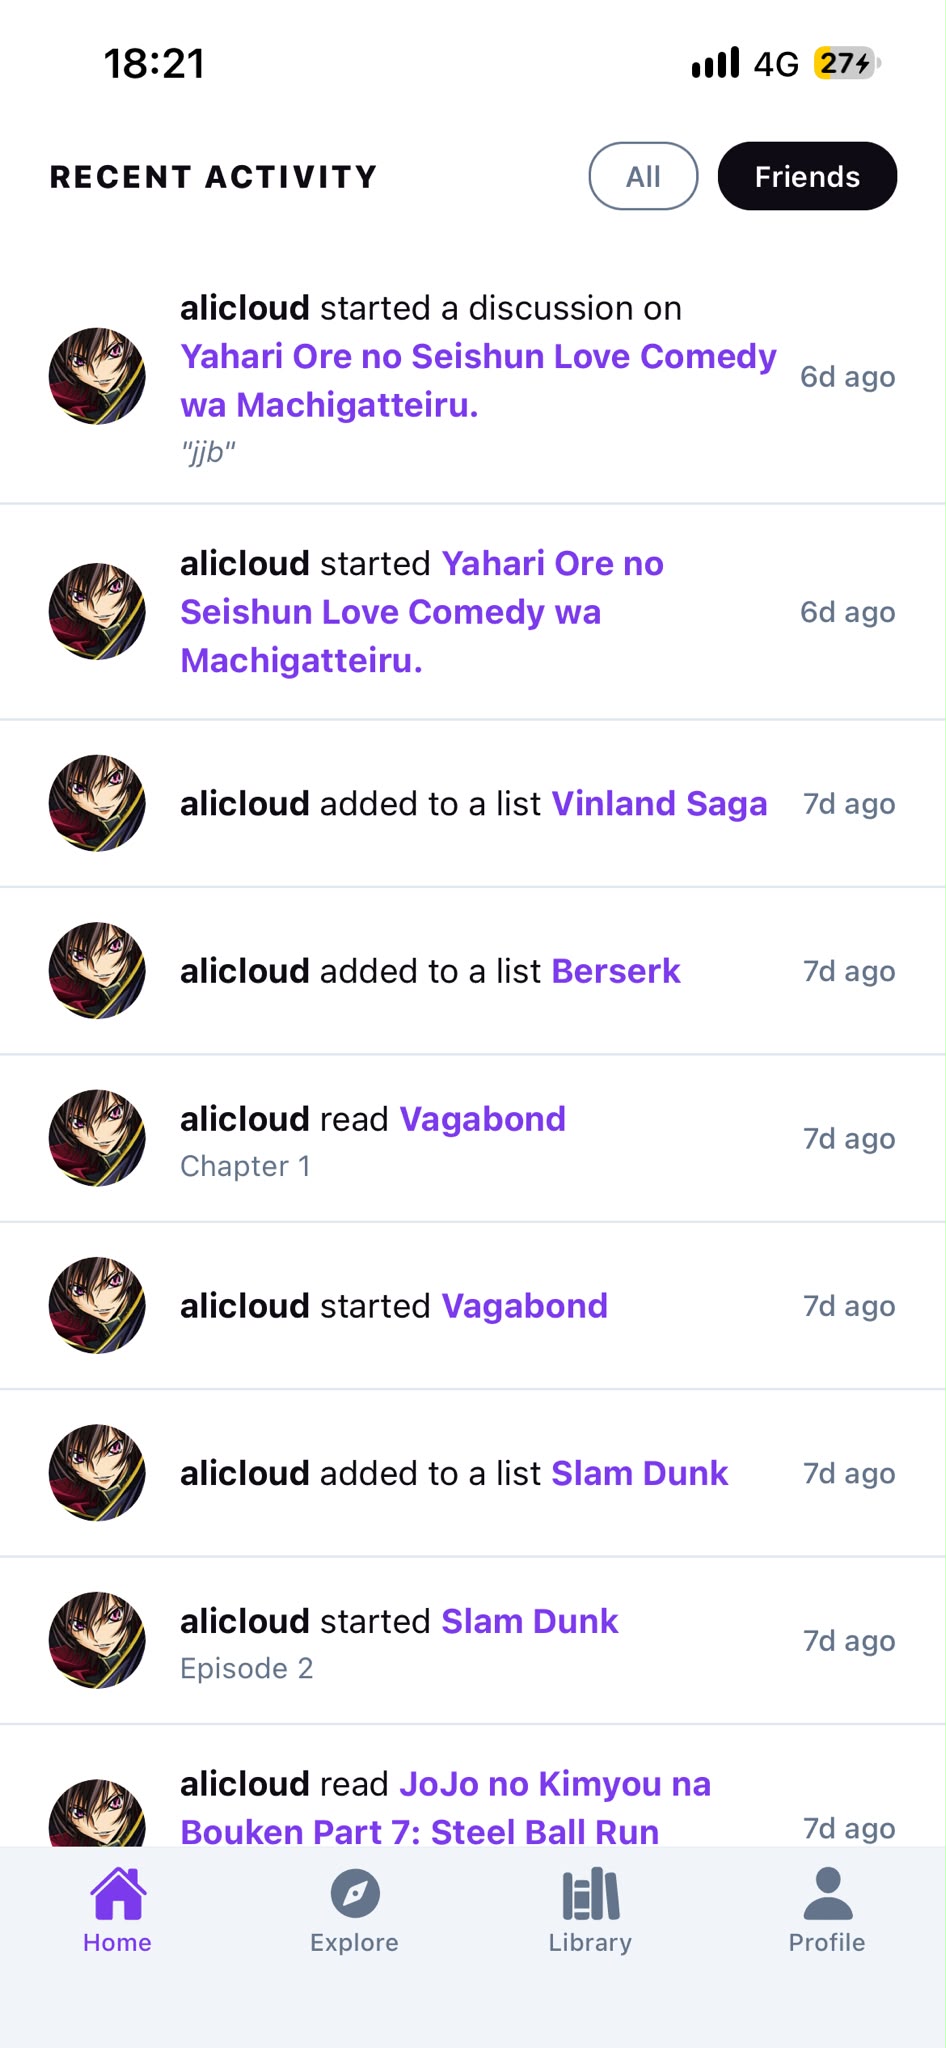 18:21
4G
27
RECENT ACTIVITY
All
Friends
alicloud started a discussion on
Yahari Ore no Seishun Love Comedy
wa Machigatteiru.
"jjb"
6d ago
alicloud started Yahari Ore no
Seishun Love Comedy wa
Machigatteiru.
6d ago
alicloud added to a list Vinland Saga
7d ago
alicloud added to a list Berserk
7d ago
alicloud read Vagabond
Chapter 1
7d ago
alicloud started Vagabond
7d ago
alicloud added to a list Slam Dunk
7d ago
alicloud started Slam Dunk
Episode 2
7d ago
alicloud read JoJo no Kimyou na
Bouken Part 7: Steel Ball Run
7d ago
Home
Explore
Library
Profile